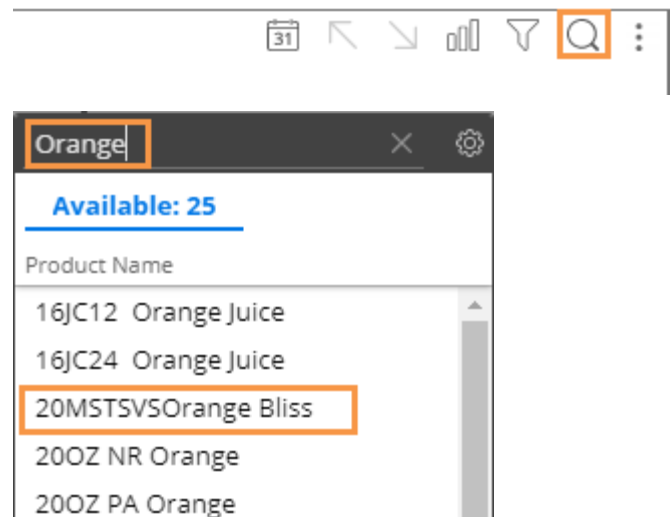 31
Orange
Available: 25
Product Name
16JC12  Orange Juice
16JC24  Orange Juice
20MSTSVSOrange Bliss
20OZ NR Orange
20OZ PA Orange